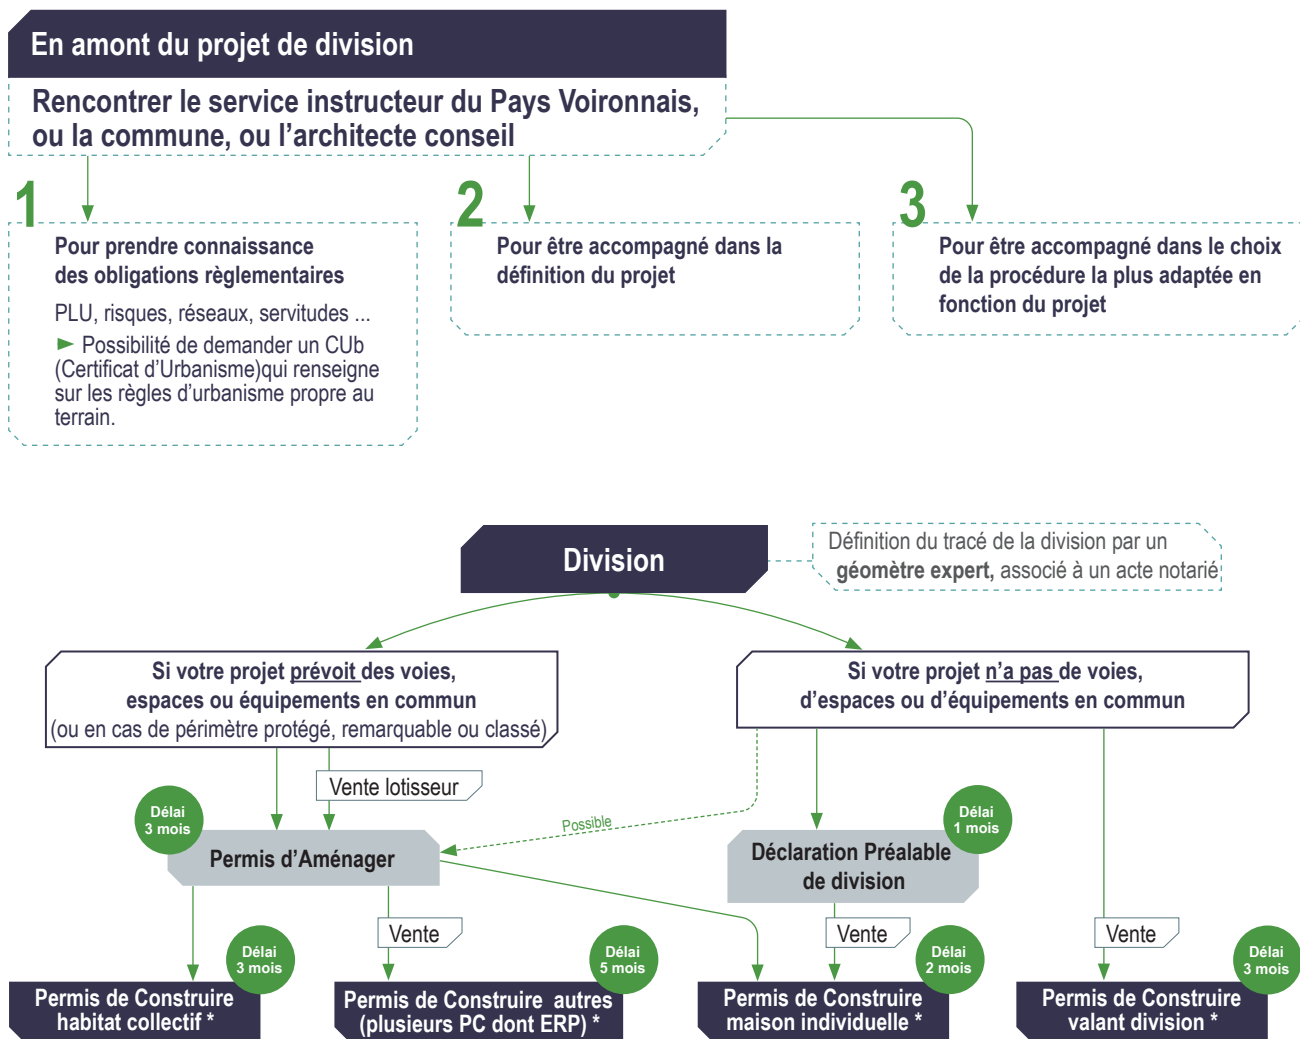 En amont du projet de division
Rencontrer le service instructeur du Pays Voironnais,
ou la commune, ou l'architecte conseil
1
Pour prendre connaissance
des obligations règlementaires
PLU, risques, réseaux, servitudes ...
► Possibilité de demander un CUb
(Certificat d'Urbanisme)qui renseigne
sur les règles d'urbanisme propre au
terrain.
2
Pour être accompagné dans la
définition du projet
3
Pour être accompagné dans le choix
de la procédure la plus adaptée en
fonction du projet
Division
Définition du tracé de la division par un
géomètre expert, associé à un acte notarié
Si votre projet prévoit des voies,
espaces ou équipements en commun
(ou en cas de périmètre protégé, remarquable ou classé)
Si votre projet n'a pas de voies,
d'espaces ou d'équipements en commun
Vente lotisseur
Délai
3 mois
Permis d'Aménager
Possible
Délai
1 mois
Déclaration Préalable
de division
Vente
Vente
Vente
Délai
3 mois
Permis de Construire
habitat collectif *
Délai
5 mois
Permis de Construire autres
(plusieurs PC dont ERP) *
Délai
2 mois
Permis de Construire
maison individuelle *
Délai
3 mois
Permis de Construire
valant division *